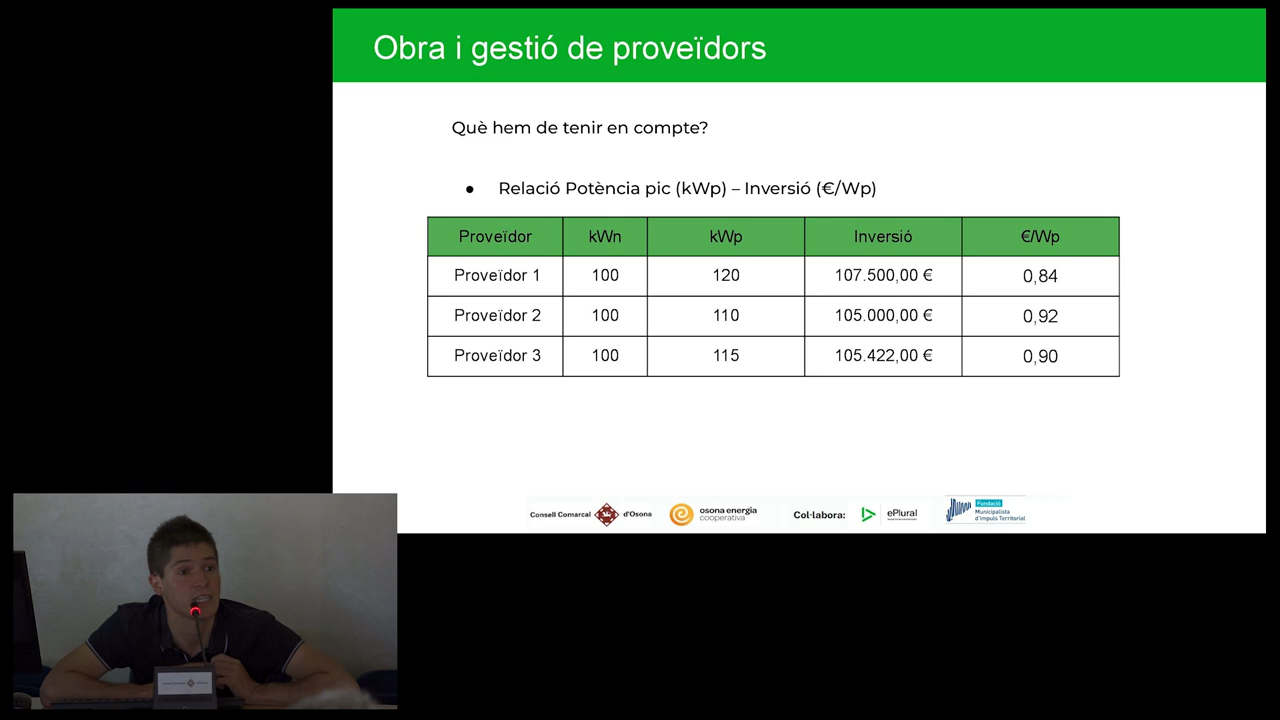 Obra i gestió de proveïdors
Què hem de tenir en compte?
● Relació Potència pic (kWp) – Inversió (€/Wp)
Proveïdor kWn kWp Inversió €/Wp
Proveïdor 1 100 120 107.500,00 € 0,84
Proveïdor 2 100 110 105.000,00 € 0,92
Proveïdor 3 100 115 105.422,00 € 0,90
Consell Comarcal d'Osona
osona energia
cooperativa
Col·labora:
ePlural
Fundació
Municipalista
d'Impuls Territorial